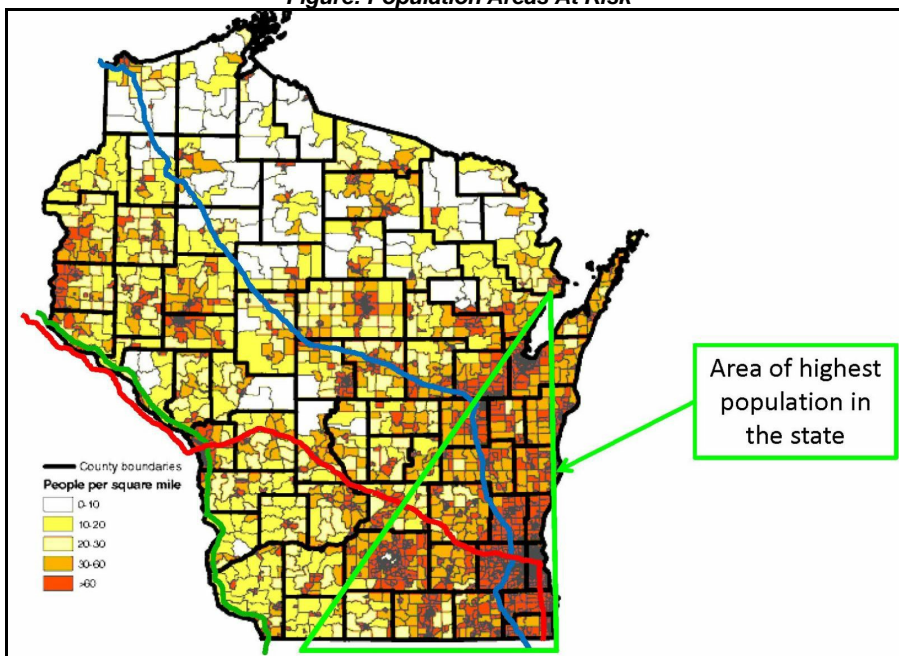 Figure: Population Areas At Risk
Area of highest
population in
the state
County boundaries
People per square mile
0-10
10-20
20-30
30-60
>60